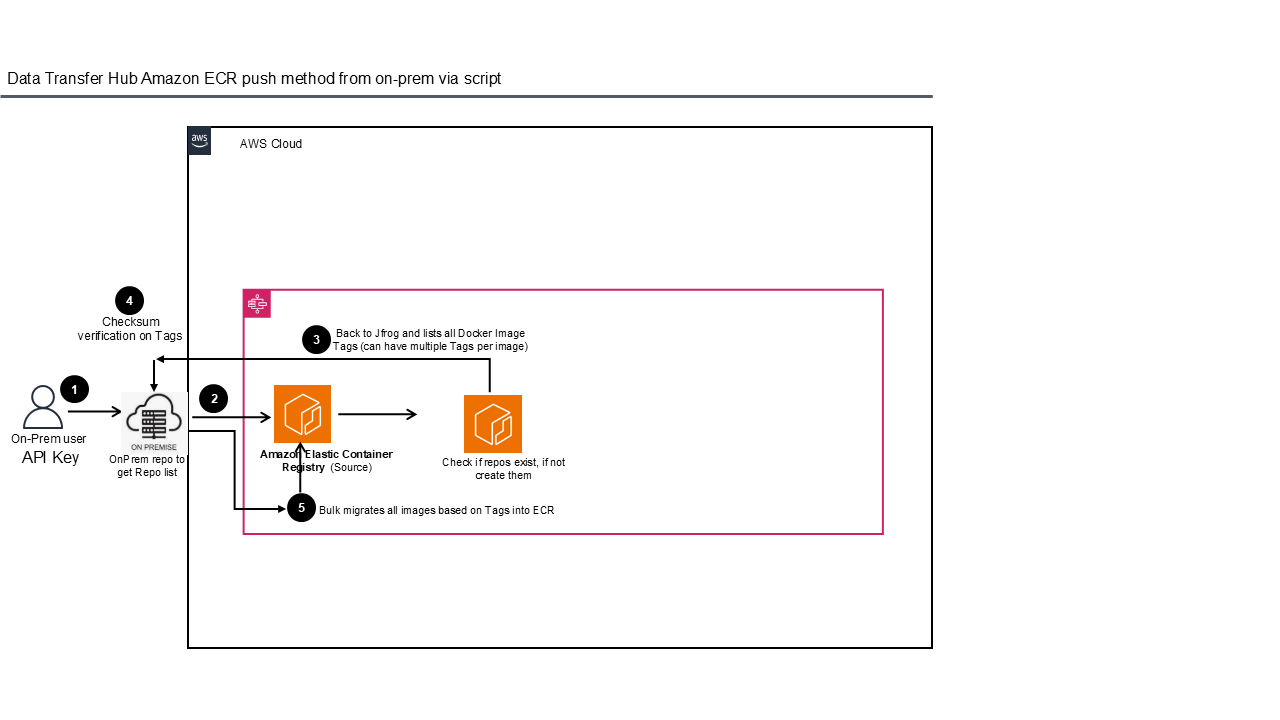 Data Transfer Hub Amazon ECR push method from on-prem via script
aws
AWS Cloud
4
Checksum
verification on Tags
3
Back to Jfrog and lists all Docker Image
Tags (can have multiple Tags per image)
1
2
ON PREMISE
On-Prem user
API Key
OnPrem repo to
get Repo list
Amazon Elastic Container
Registry (Source)
Check if repos exist, if not
create them
5
Bulk migrates all images based on Tags into ECR